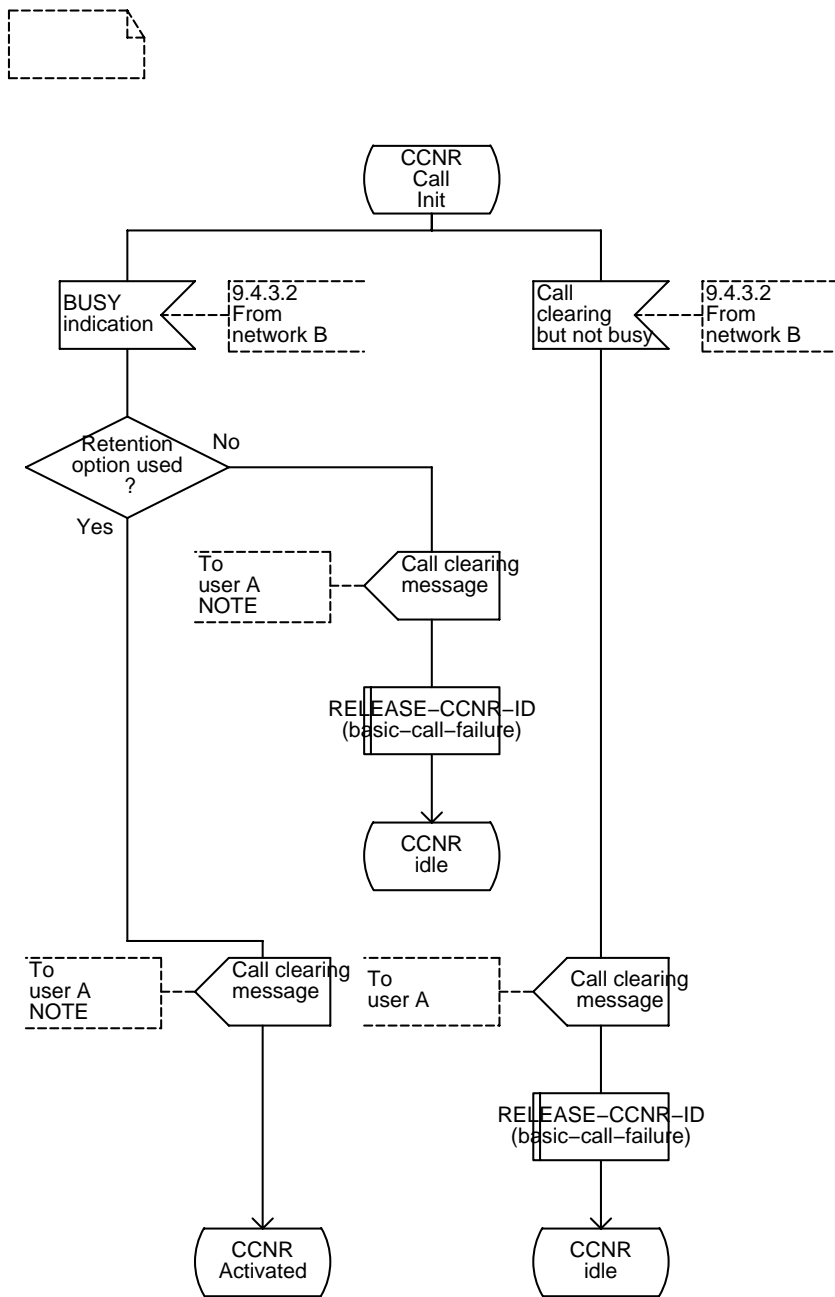 CCNR
Call
Init
BUSY
indication
9.4.3.2
From
network B
Call
clearing
but not busy
9.4.3.2
From
network B
Retention
option used
?
No
Yes
To
user A
NOTE
Call clearing
message
RELEASE−CCNR−ID
(basic−call−failure)
CCNR
idle
To
user A
NOTE
Call clearing
message
To
user A
Call clearing
message
RELEASE−CCNR−ID
(basic−call−failure)
CCNR
Activated
CCNR
idle